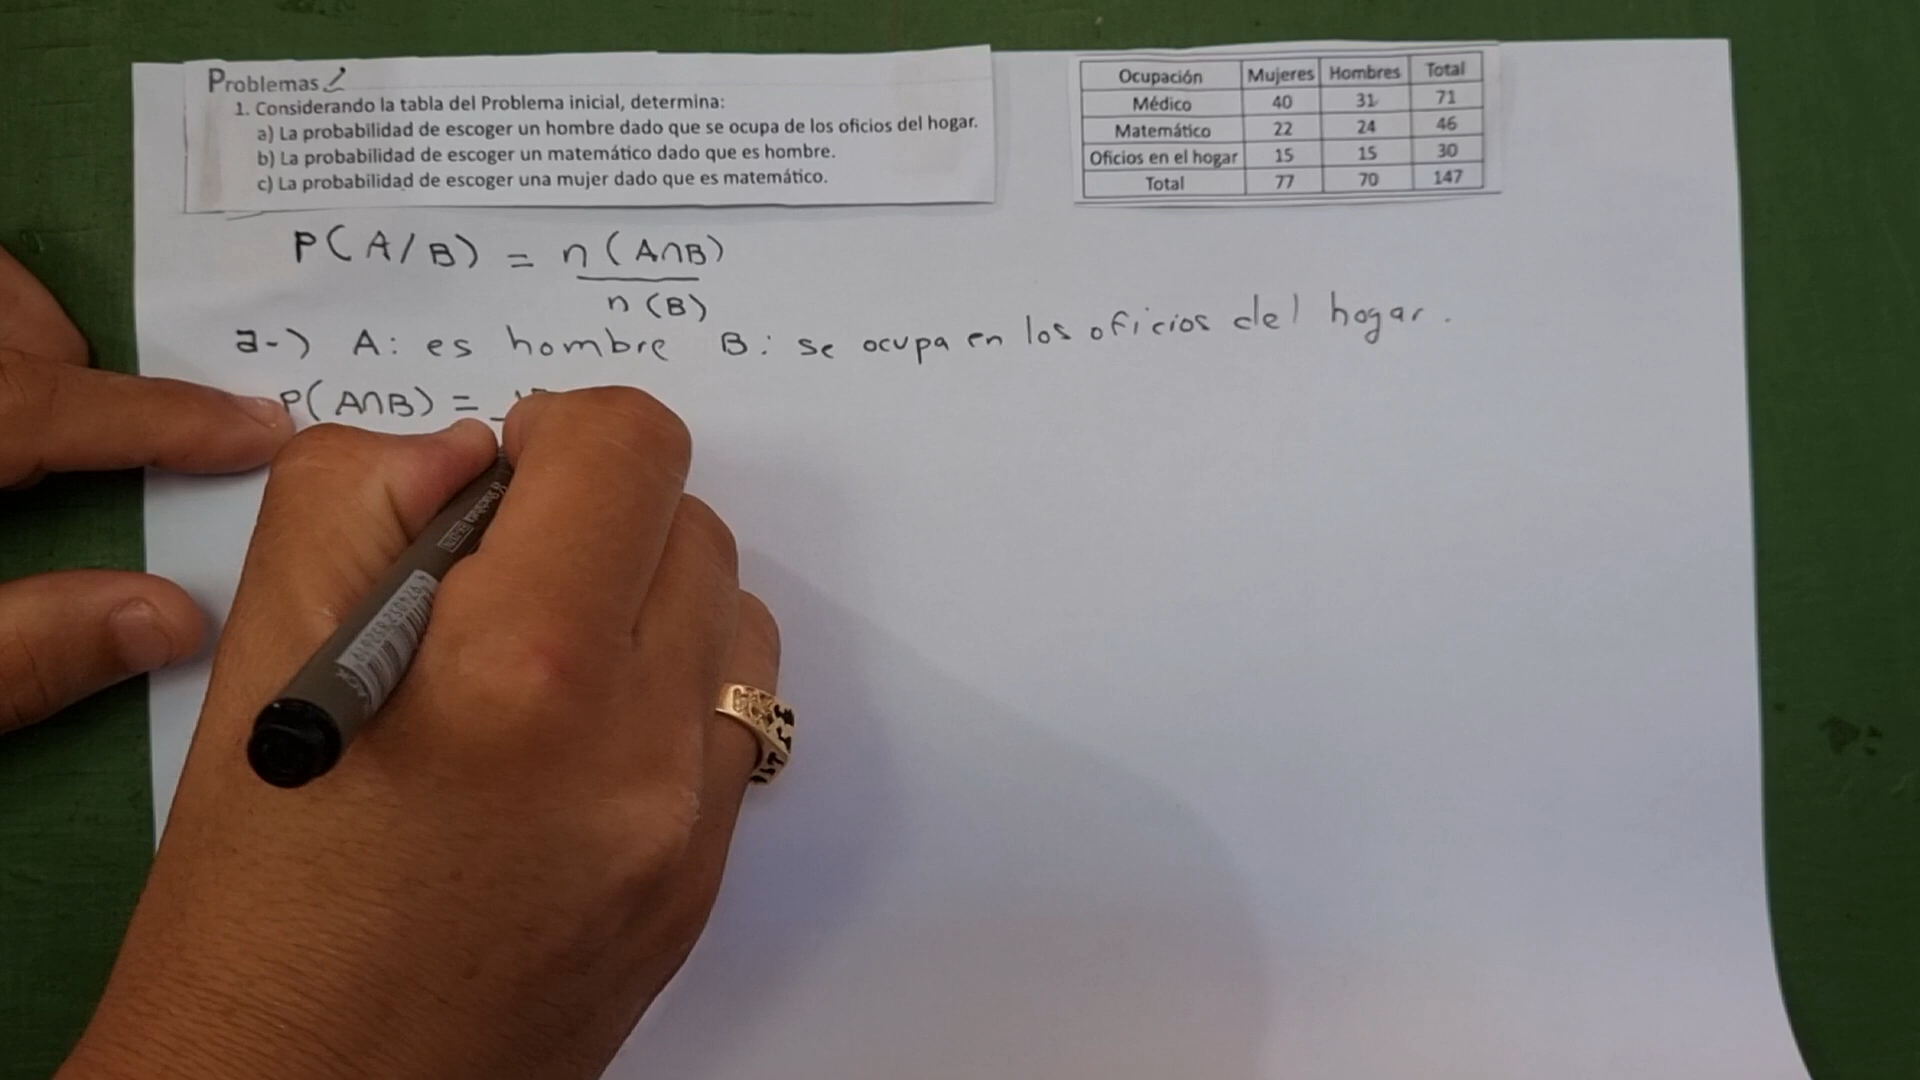 Problemas
1. Considerando la tabla del Problema inicial, determina:
a) La probabilidad de escoger un hombre dado que se ocupa de los oficios del hogar.
b) La probabilidad de escoger un matemático dado que es hombre.
c) La probabilidad de escoger una mujer dado que es matemático.
Ocupación Mujeres Hombres Total
Médico 40 31 71
Matemático 22 24 46
Oficios en el hogar 15 15 30
Total 77 70 147
P(A/B) = n(A∩B)
n(B)
a-) A: es hombre B: se ocupa en los oficios del hogar.
P(A∩B) =